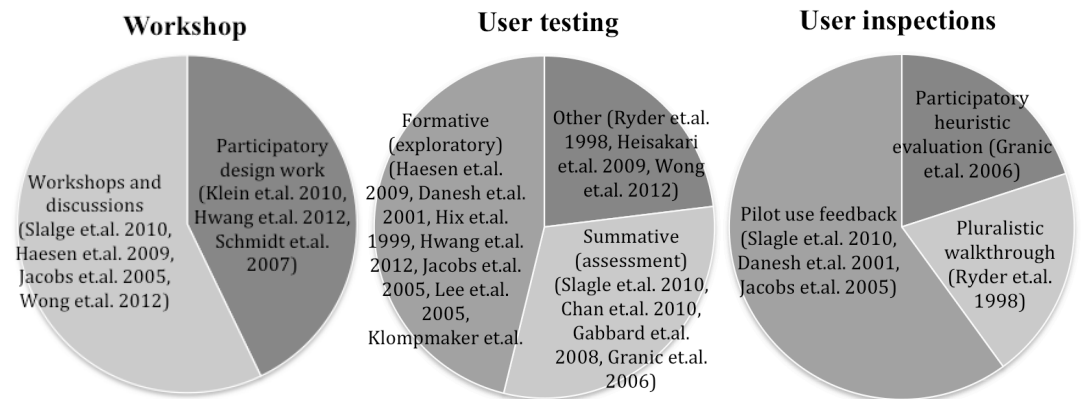 Workshop
Workshops and
discussions
(Slalge et.al. 2010,
Haesen et.al. 2009,
Jacobs et.al. 2005,
Wong et.al. 2012)
Participatory
design work
(Klein et.al. 2010,
Hwang et.al. 2012,
Schmidt et.al.
2007)
User testing
Formative
(exploratory)
(Haesen et.al.
2009, Danesh et.al.
2001, Hix et.al.
1999, Hwang et.al.
2012, Jacobs et.al.
2005, Lee et.al.
2005,
Klompmaker et.al.
Other (Ryder et.al.
1998, Heisakari
et.al. 2009, Wong
et.al. 2012)
Summative
(assessment)
(Slagle et.al. 2010,
Chan et.al. 2010,
Gabbard et.al.
2008, Granic et.al.
2006)
User inspections
Pilot use feedback
(Slagle et.al. 2010,
Danesh et.al. 2001,
Jacobs et.al. 2005)
Participatory
heuristic
evaluation (Granic
et.al. 2006)
Pluralistic
walkthrough
(Ryder et.al.
1998)